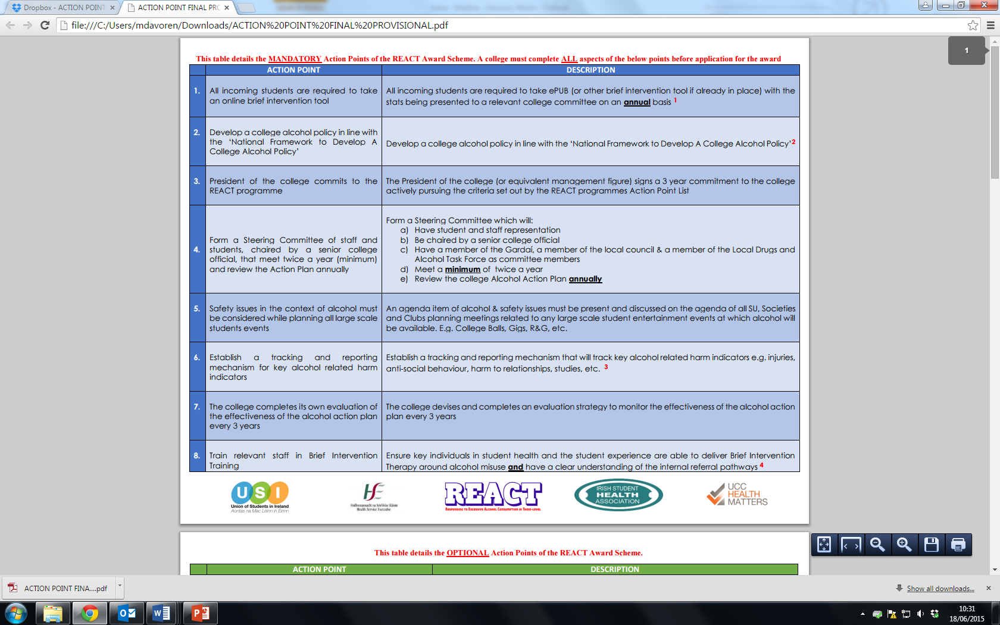 Dropbox - ACTION POINT
ACTION POINT FINAL PRO
file:///C:/Users/mdavoren/Downloads/ACTION%20POINT%20FINAL%20PROVISIONAL.pdf
1
This table details the MANDATORY Action Points of the REACT Award Scheme. A college must complete ALL aspects of the below points before application for the award
ACTION POINT
DESCRIPTION
1.
All incoming students are required to take
an online brief intervention tool
All incoming students are required to take ePUB (or other brief intervention tool if already in place) with the
stats being presented to a relevant college committee on an annual basis 1
2.
Develop a college alcohol policy in line with
the ‘National Framework to Develop A
College Alcohol Policy’
Develop a college alcohol policy in line with the ‘National Framework to Develop A College Alcohol Policy’2
3.
President of the college commits to the
REACT programme
The President of the college (or equivalent management figure) signs a 3 year commitment to the college
actively pursuing the criteria set out by the REACT programmes Action Point List
4.
Form a Steering Committee of staff and
students, chaired by a senior college
official, that meet twice a year (minimum)
and review the Action Plan annually
Form a Steering Committee which will:
a) Have student and staff representation
b) Be chaired by a senior college official
c) Have a member of the Gardaí, a member of the local council & a member of the Local Drugs and
Alcohol Task Force as committee members
d) Meet a minimum of twice a year
e) Review the college Alcohol Action Plan annually
5.
Safety issues in the context of alcohol must
be considered while planning all large scale
students events
An agenda item of alcohol & safety issues must be present and discussed on the agenda of all SU, Societies
and Clubs planning meetings related to any large scale student entertainment events at which alcohol will
be available. E.g. College Balls, Gigs, R&G, etc.
6.
Establish a tracking and reporting
mechanism for key alcohol related harm
indicators
Establish a tracking and reporting mechanism that will track key alcohol related harm indicators e.g. injuries,
anti-social behaviour, harm to relationships, studies, etc. 3
7.
The college completes its own evaluation of
the effectiveness of the alcohol action plan
every 3 years
The college devises and completes an evaluation strategy to monitor the effectiveness of the alcohol action
plan every 3 years
8.
Train relevant staff in Brief Intervention
Training
Ensure key individuals in student health and the student experience are able to deliver Brief Intervention
Therapy around alcohol misuse and have a clear understanding of the internal referral pathways 4
USI
Union of Students in Ireland
Aontas na Mac Léinn in Éirinn
Feidhmeannacht na Seirbhíse Sláinte
Health Service Executive
REACT
Responding to Excessive Alcohol Consumption in Third-level
IRISH STUDENT
HEALTH
ASSOCIATION
UCC
HEALTH
MATTERS
This table details the OPTIONAL Action Points of the REACT Award Scheme.
ACTION POINT
DESCRIPTION
ACTION POINT FINA....pdf
Show all downloads...
10:31
18/06/2015